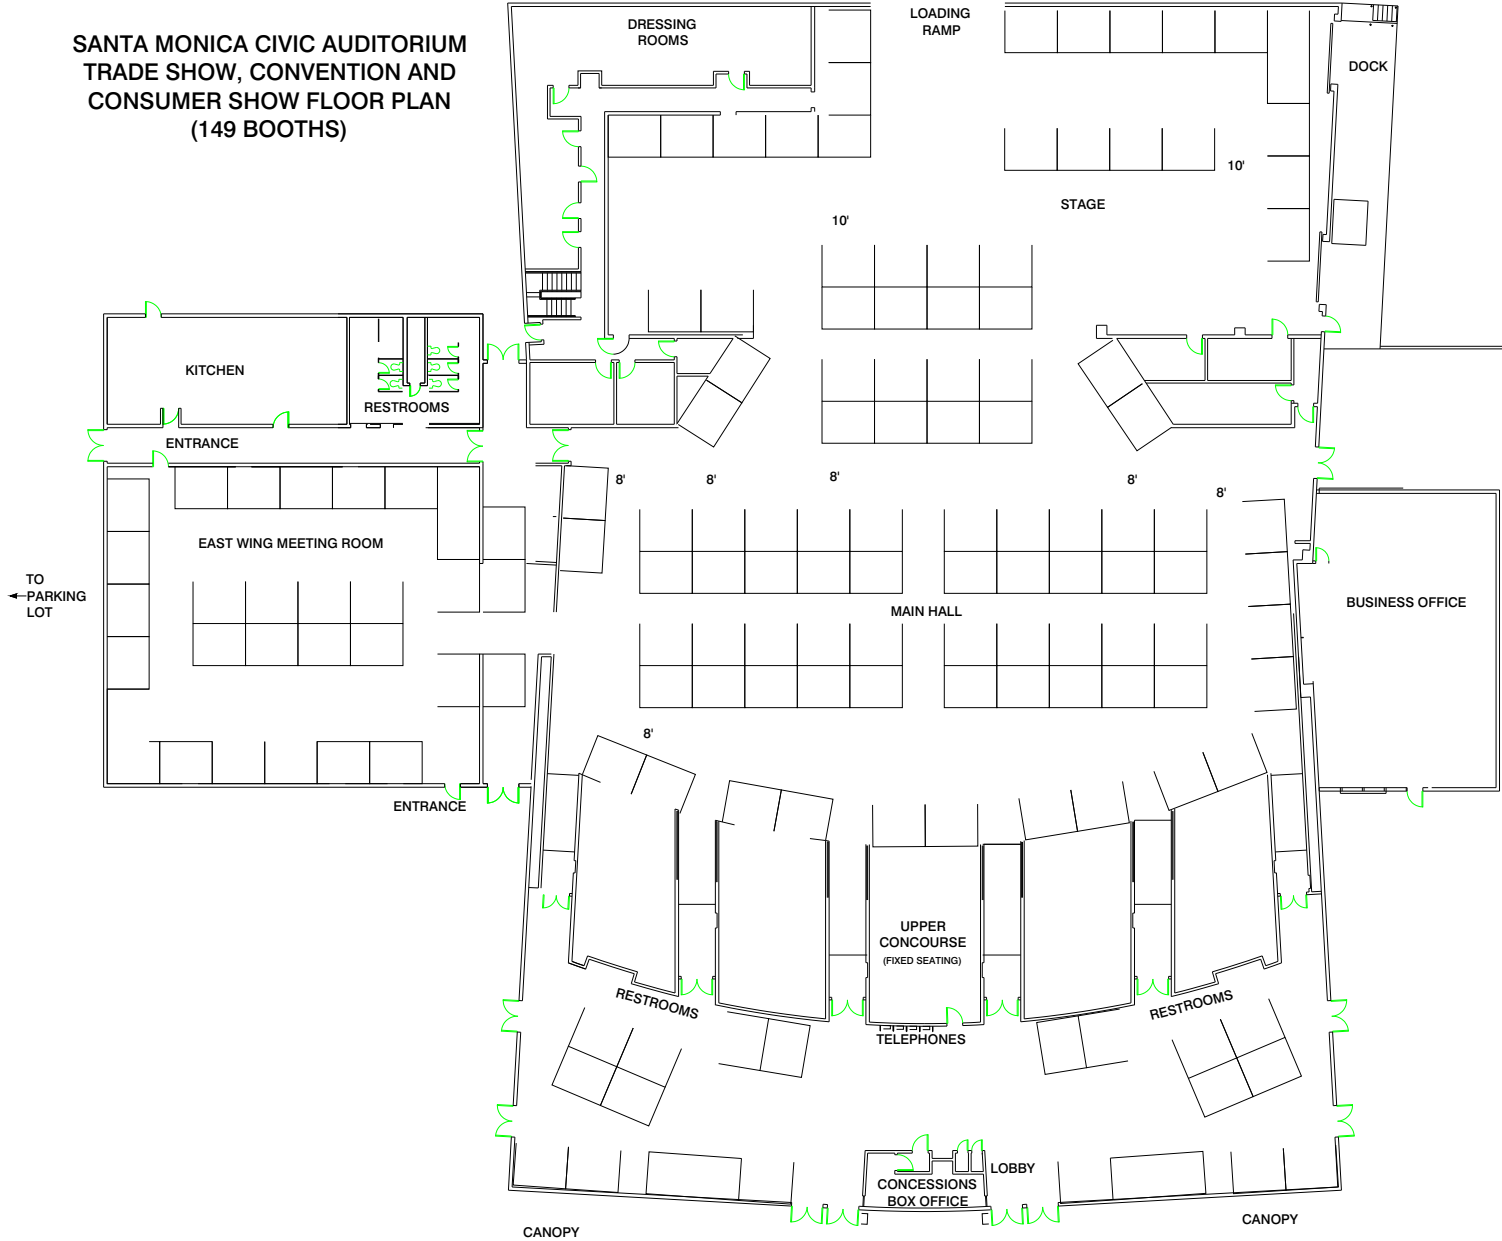 SANTA MONICA CIVIC AUDITORIUM
TRADE SHOW, CONVENTION AND
CONSUMER SHOW FLOOR PLAN
(149 BOOTHS)
DRESSING
ROOMS
LOADING
RAMP
DOCK
10'
STAGE
10'
KITCHEN
RESTROOMS
ENTRANCE
8'
8'
8'
8'
8'
EAST WING MEETING ROOM
TO
PARKING
LOT
MAIN HALL
BUSINESS OFFICE
8'
ENTRANCE
UPPER
CONCOURSE
(FIXED SEATING)
RESTROOMS
RESTROOMS
TELEPHONES
LOBBY
CONCESSIONS
BOX OFFICE
CANOPY
CANOPY